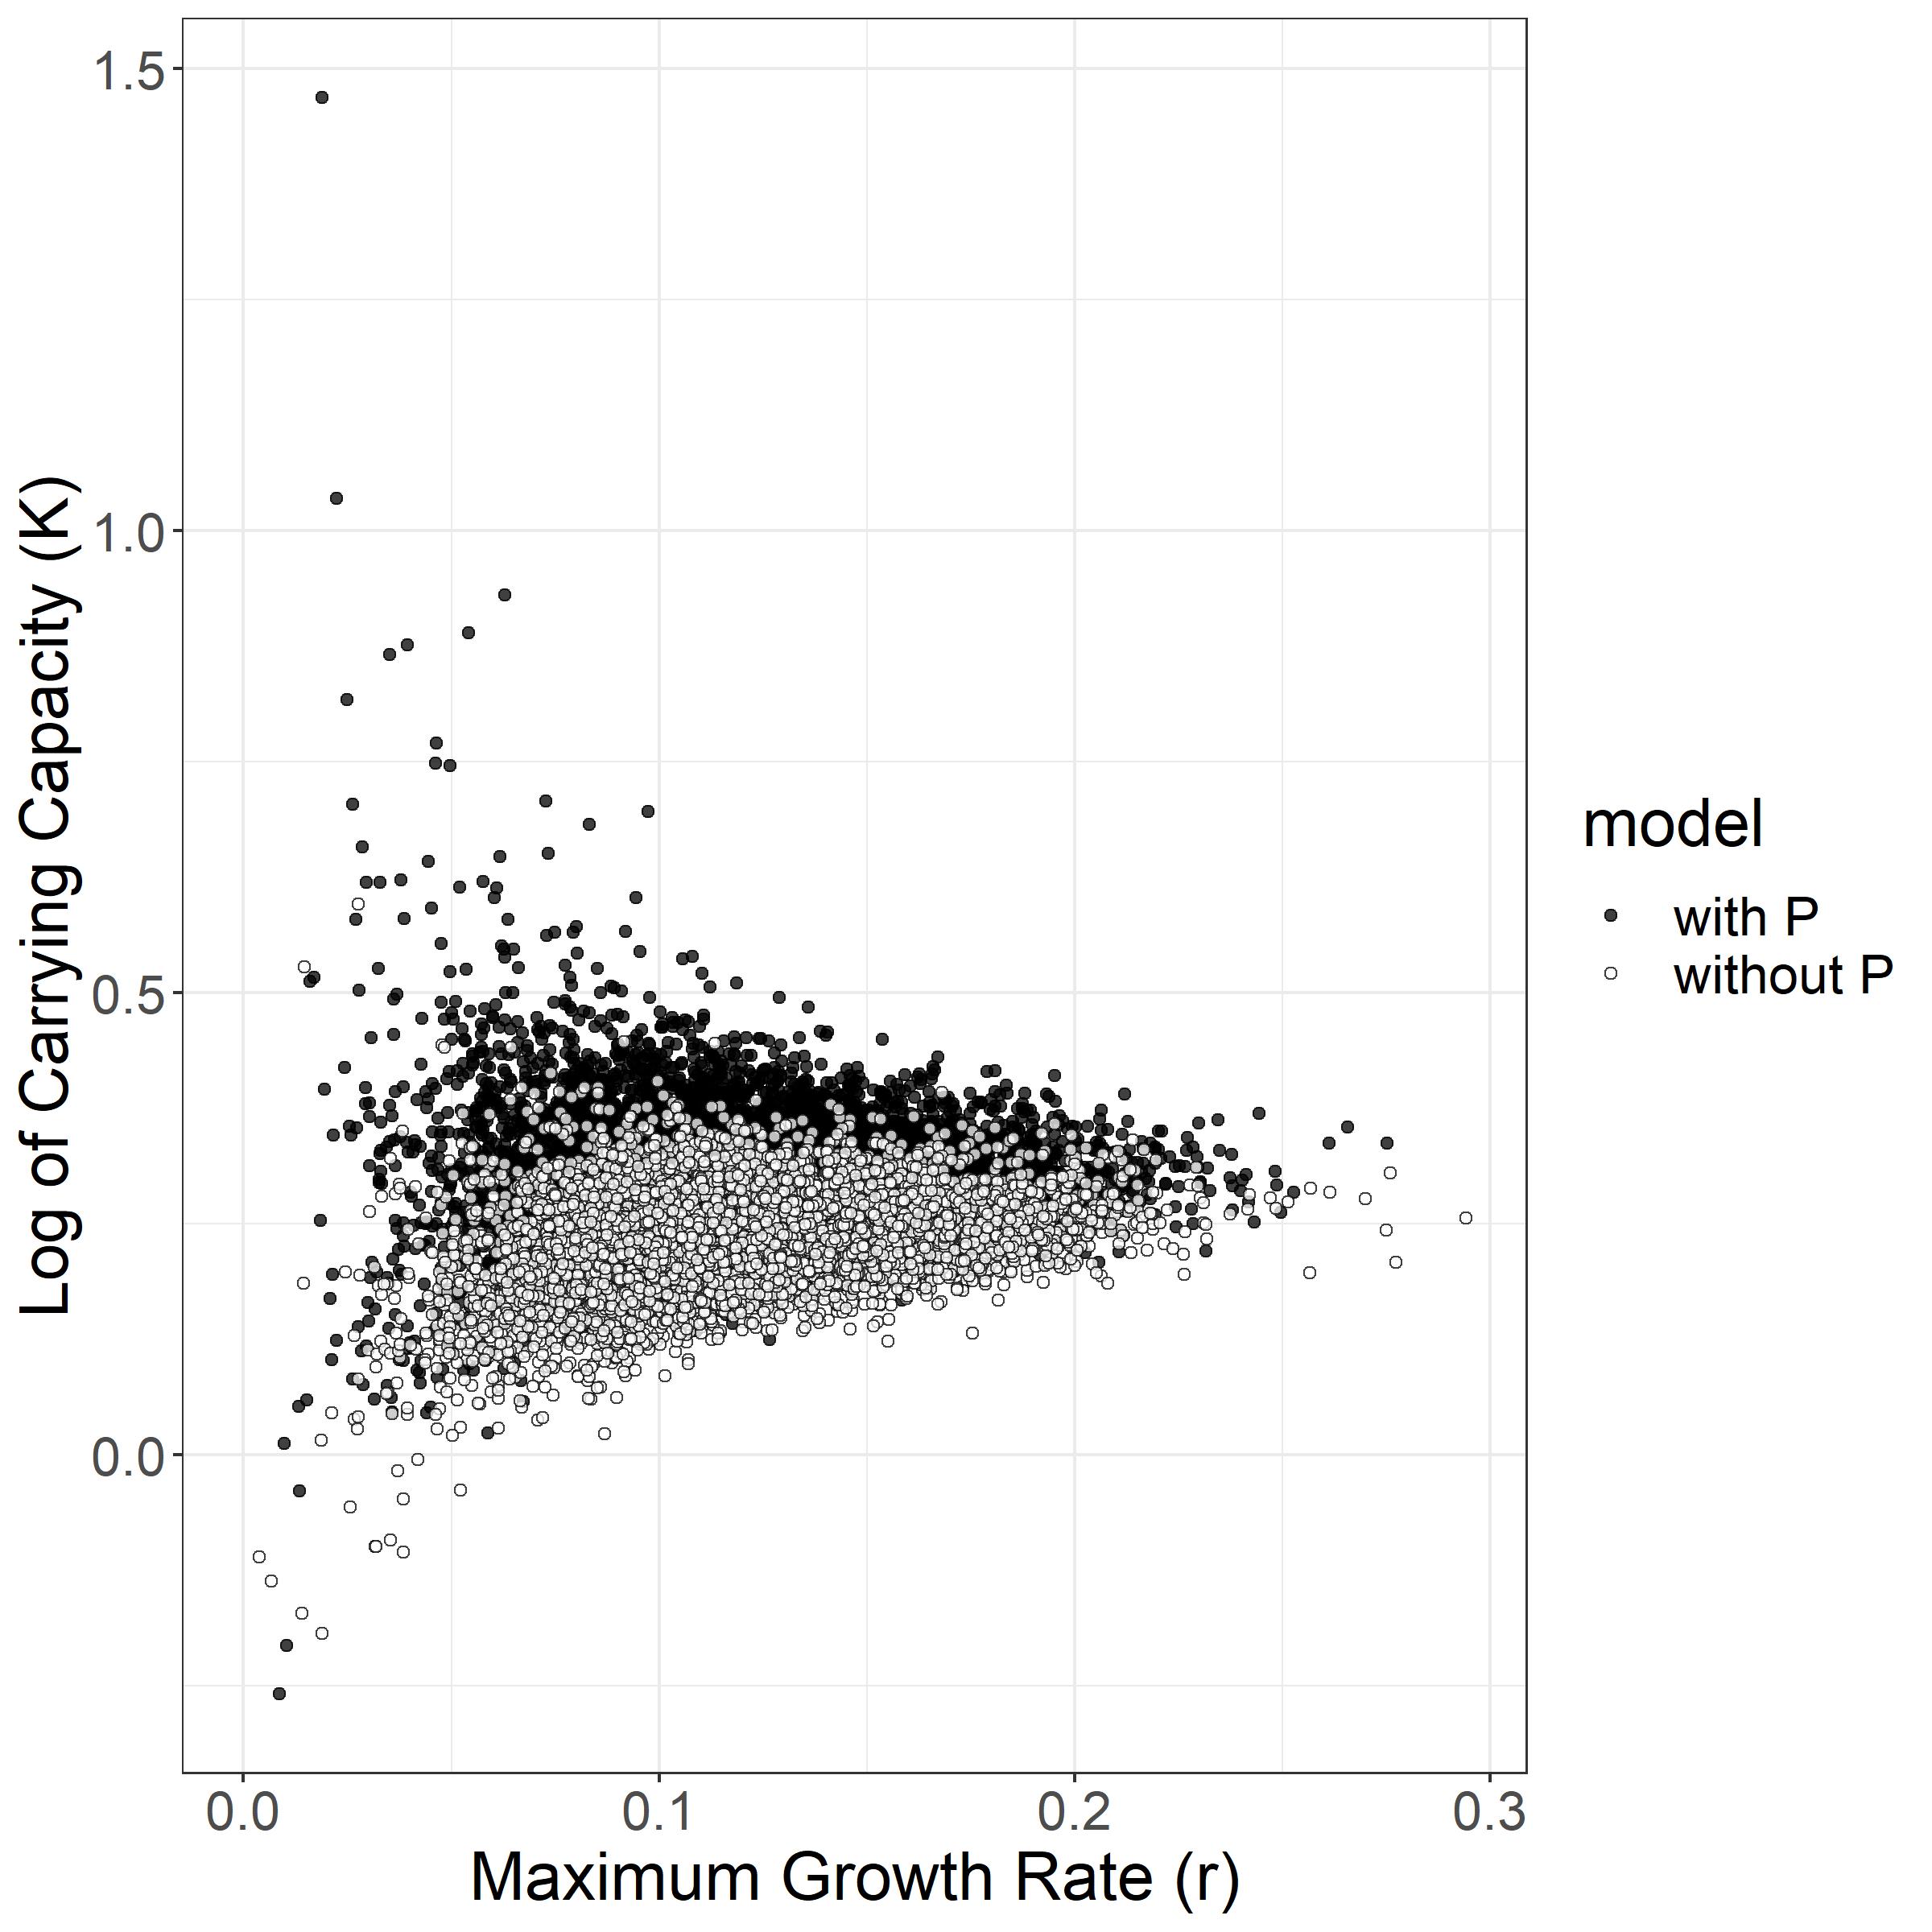 Log of Carrying Capacity (K)
1.5
1.0
0.5
0.0
0.0 0.1 0.2 0.3
Maximum Growth Rate (r)
model
with P
without P